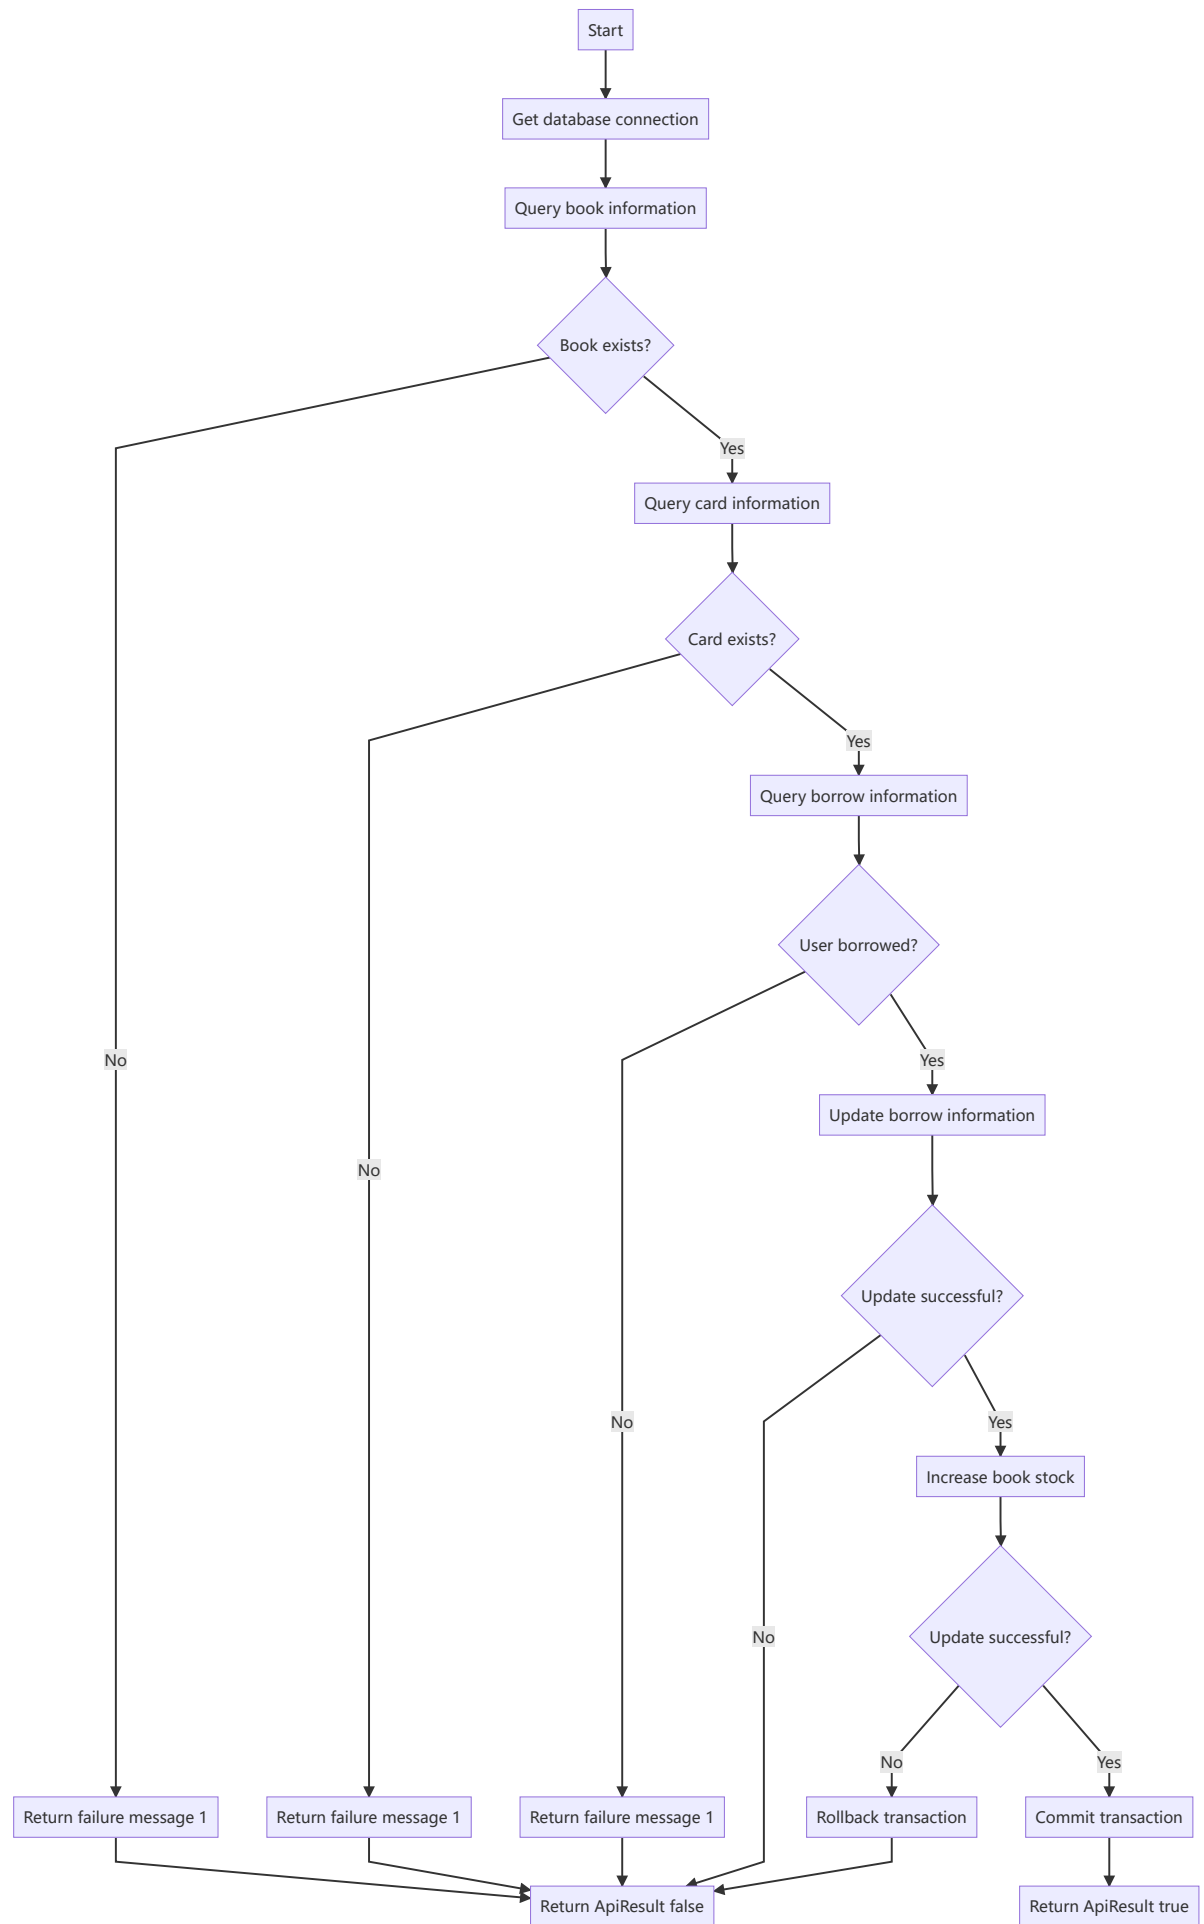 Start
Get database connection
Query book information
Book exists?
Yes
Query card information
Card exists?
Yes
Query borrow information
User borrowed?
No
Yes
Update borrow information
No
Update successful?
No
Yes
Increase book stock
No
Update successful?
No
Yes
Return failure message 1
Return failure message 1
Return failure message 1
Rollback transaction
Commit transaction
Return ApiResult false
Return ApiResult true